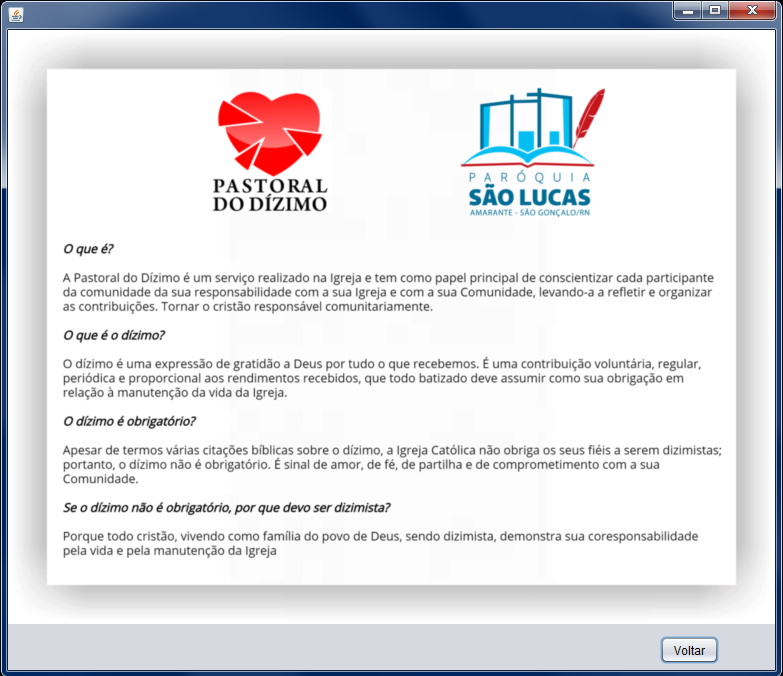 PASTORAL
DO DÍZIMO
PARÓQUIA
SÃO LUCAS
AMARANTE - SÃO GONÇALO/RN
O que é?
A Pastoral do Dízimo é um serviço realizado na Igreja e tem como papel principal de conscientizar cada participante
da comunidade da sua responsabilidade com a sua Igreja e com a sua Comunidade, levando-a a refletir e organizar
as contribuições. Tornar o cristão responsável comunitariamente.
O que é o dízimo?
O dízimo é uma expressão de gratidão a Deus por tudo o que recebemos. É uma contribuição voluntária, regular,
periódica e proporcional aos rendimentos recebidos, que todo batizado deve assumir como sua obrigação em
relação à manutenção da vida da Igreja.
O dízimo é obrigatório?
Apesar de termos várias citações bíblicas sobre o dízimo, a Igreja Católica não obriga os seus fiéis a serem dizimistas;
portanto, o dízimo não é obrigatório. É sinal de amor, de fé, de partilha e de comprometimento com a sua
Comunidade.
Se o dízimo não é obrigatório, por que devo ser dizimista?
Porque todo cristão, vivendo como família do povo de Deus, sendo dizimista, demonstra sua coresponsabilidade
pela vida e pela manutenção da Igreja
Voltar